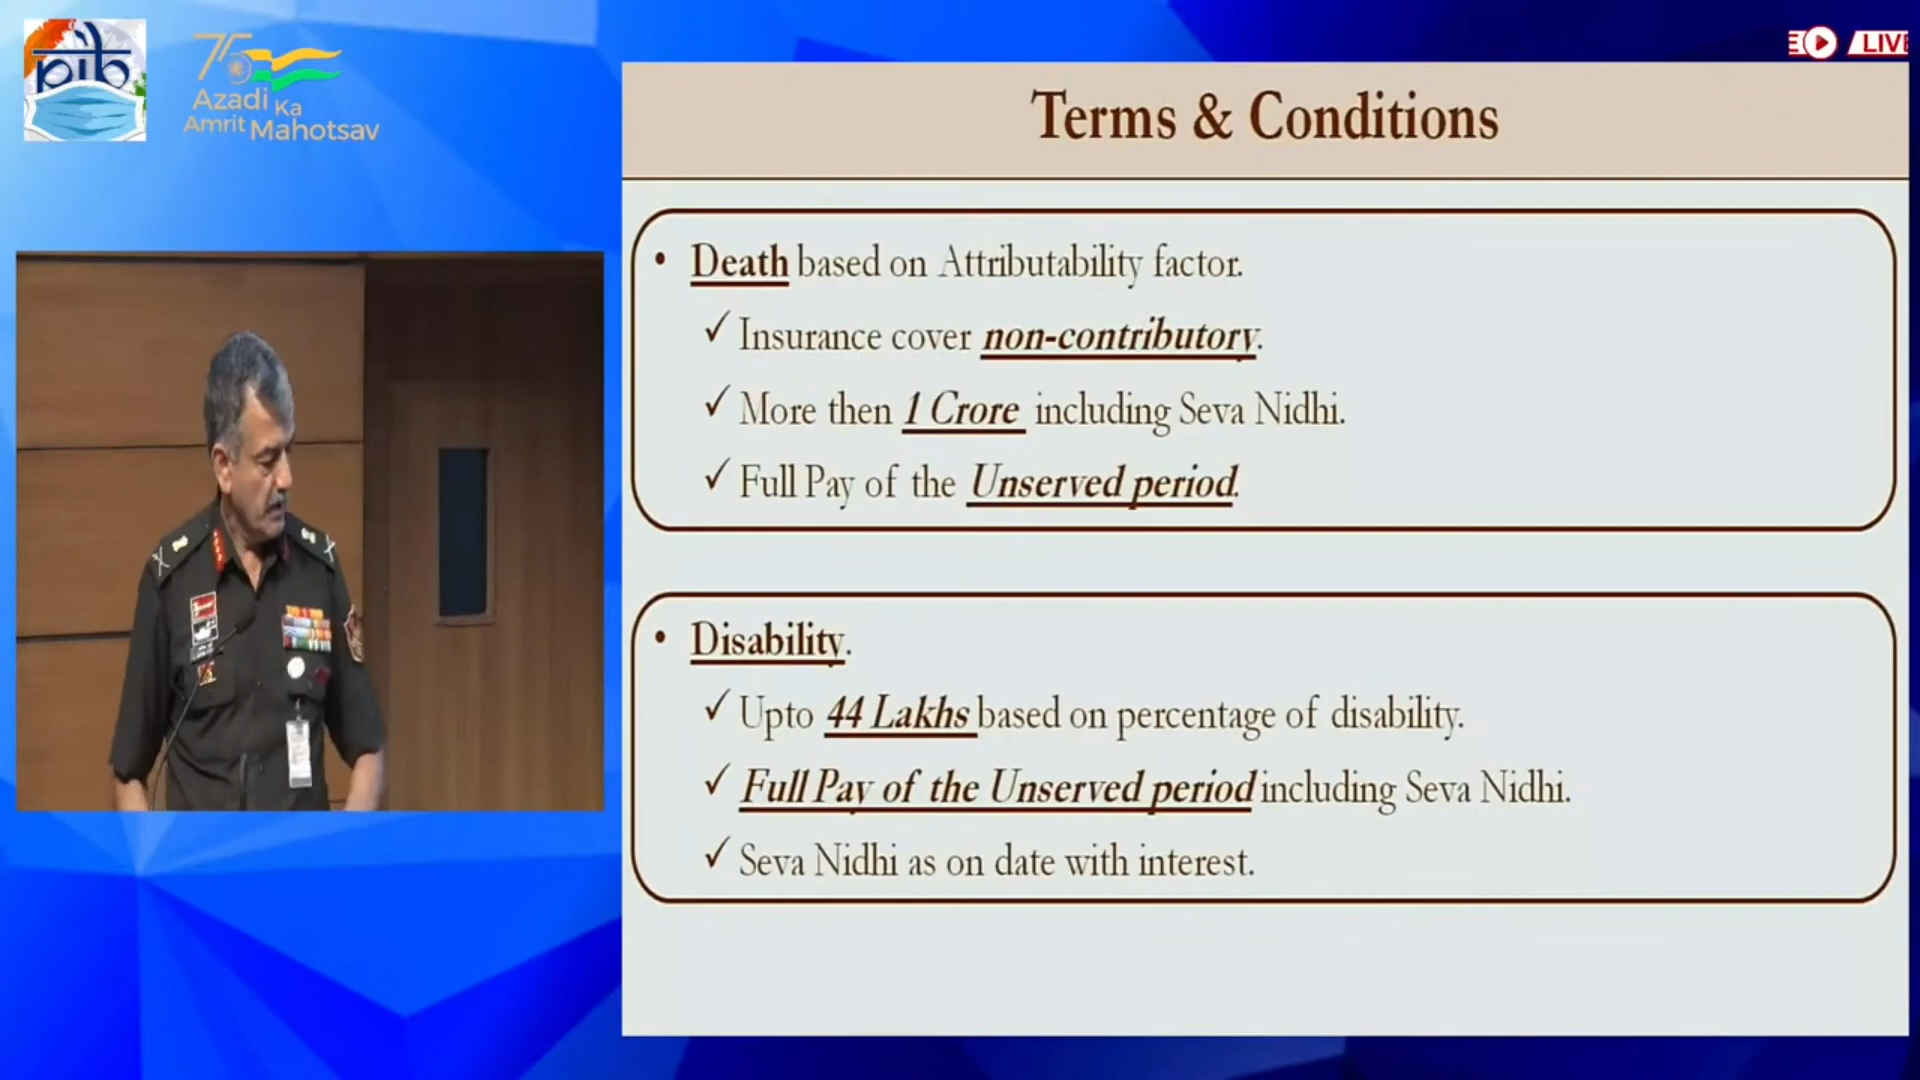 pib
75
Azadi Ka
Amrit Mahotsav
LIVE
Terms & Conditions
• Death based on Attributability factor.
✓ Insurance cover non-contributory.
✓ More then 1 Crore including Seva Nidhi.
✓ Full Pay of the Unserved period.
• Disability.
✓ Upto 44 Lakhs based on percentage of disability.
✓ Full Pay of the Unserved period including Seva Nidhi.
✓ Seva Nidhi as on date with interest.